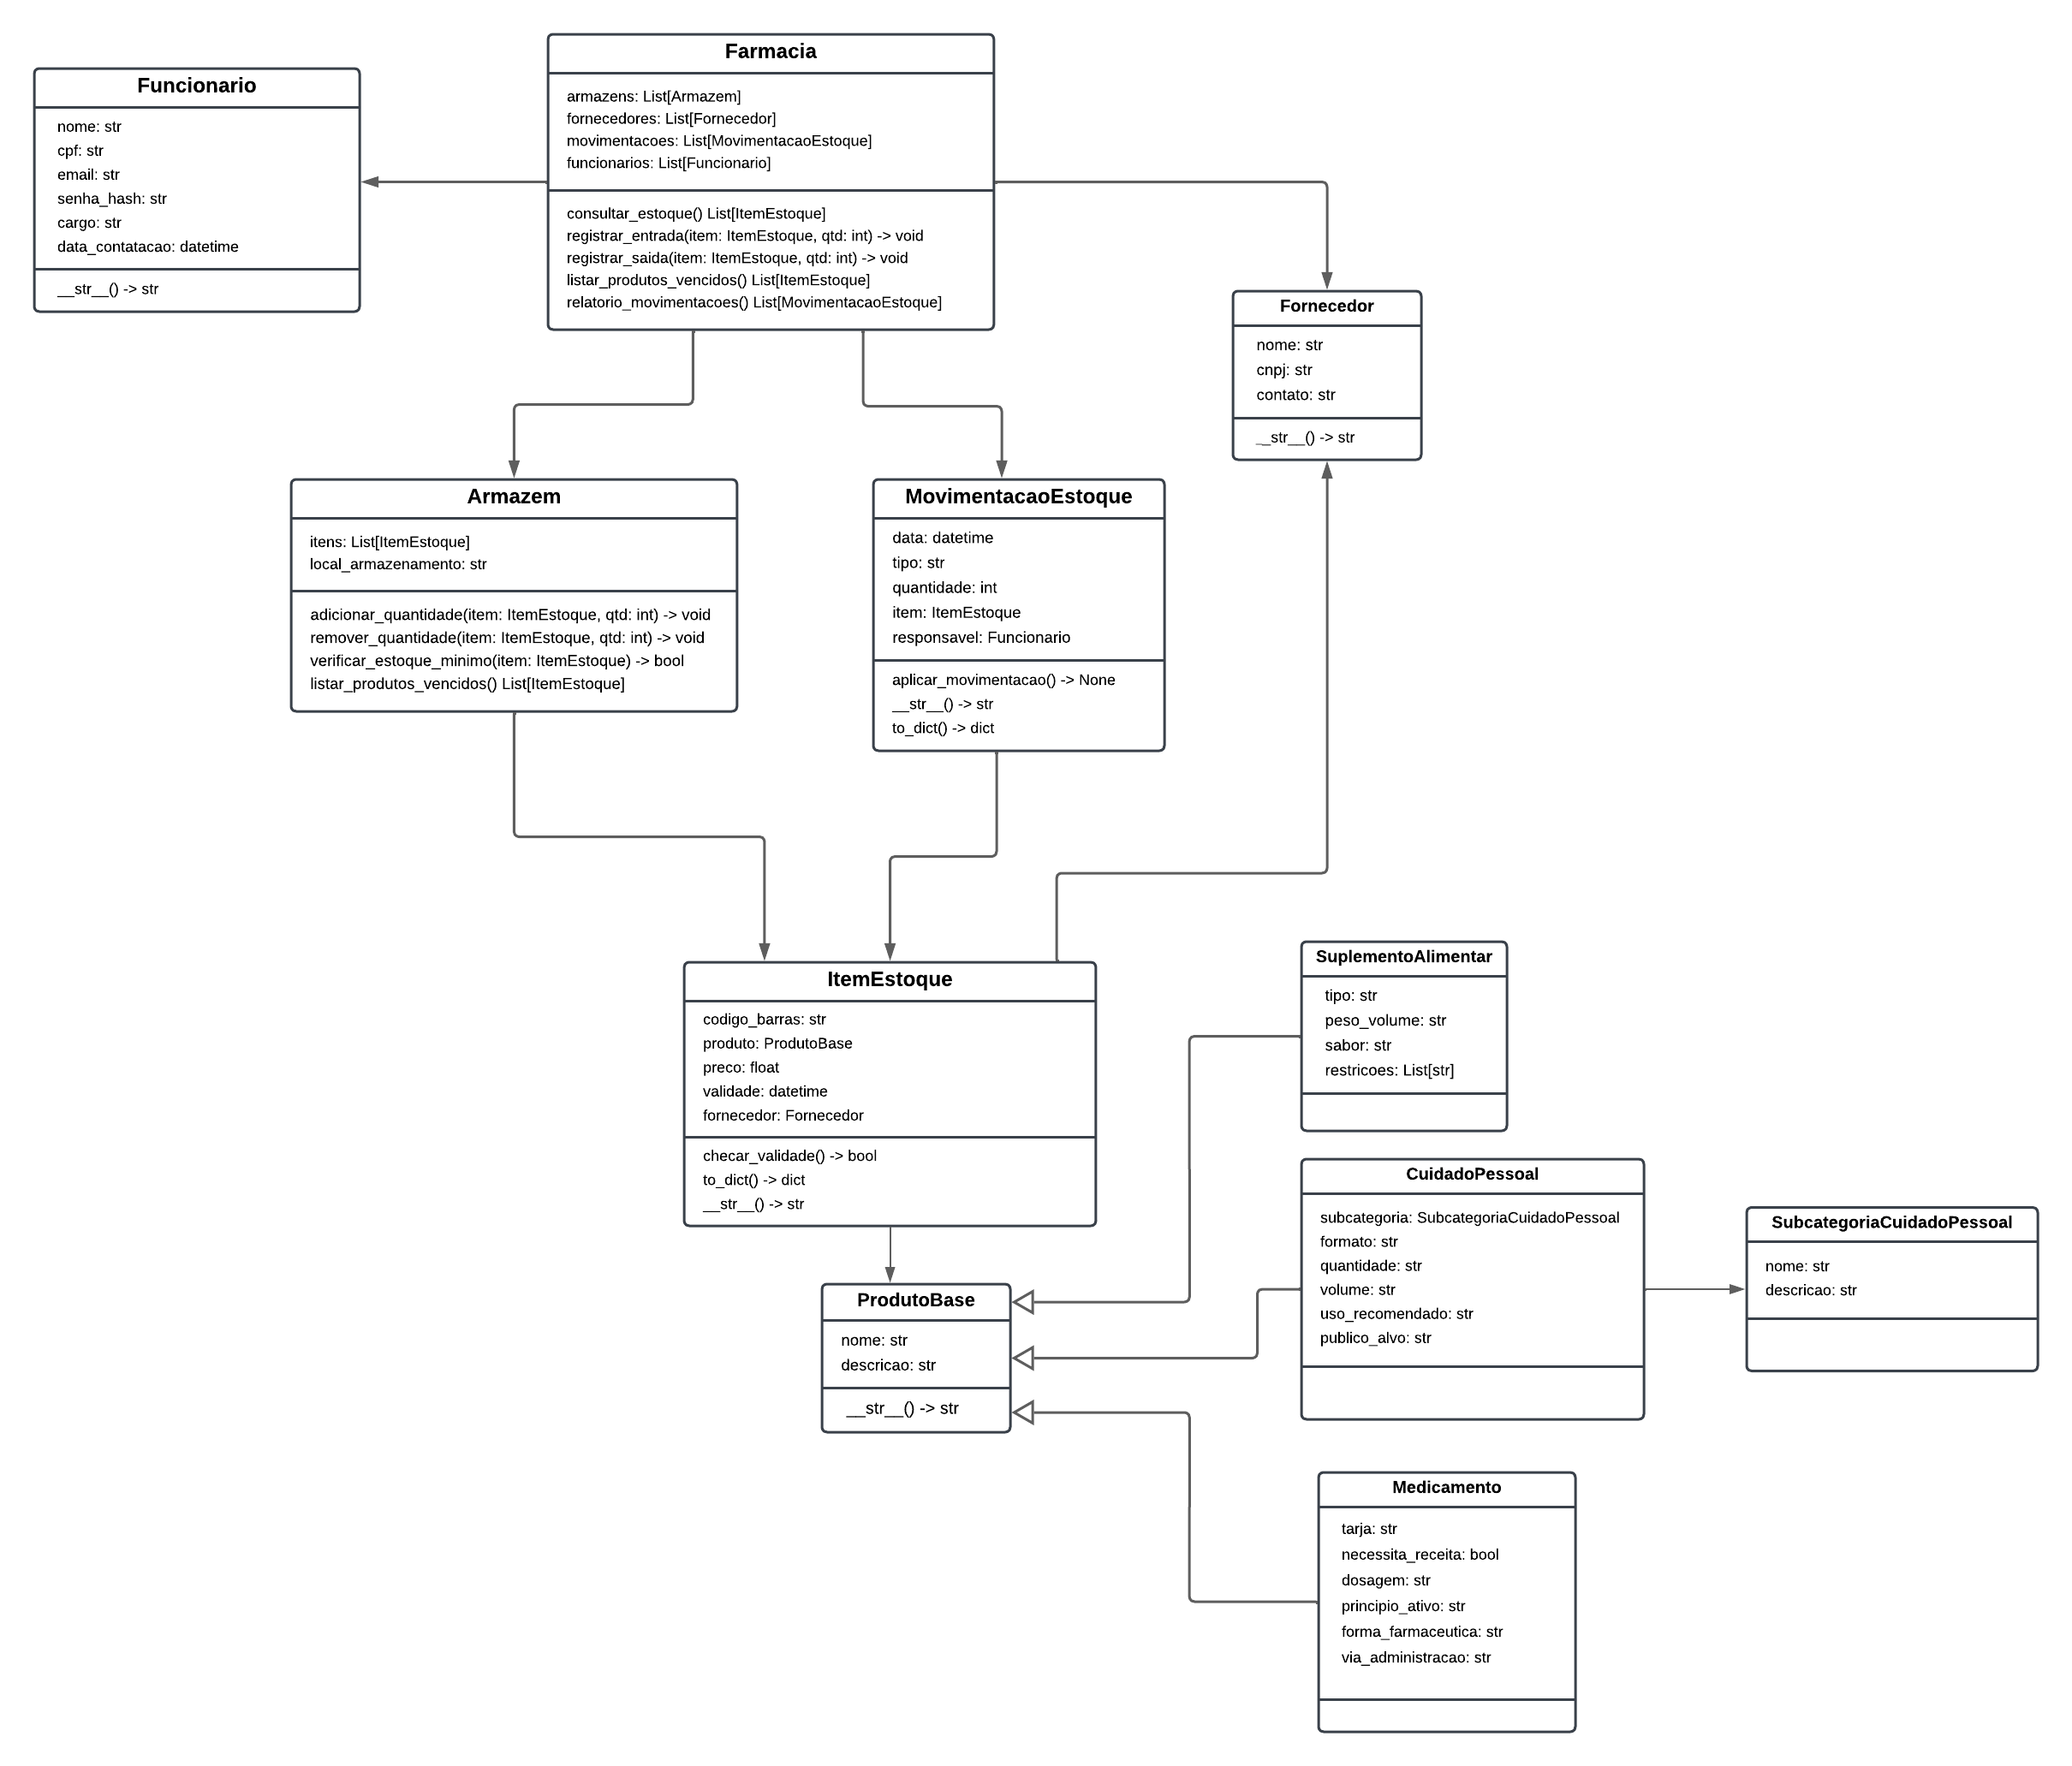 Farmacia
armazens: List[Armazem]
fornecedores: List[Fornecedor]
movimentacoes: List[MovimentacaoEstoque]
funcionarios: List[Funcionario]
consultar_estoque() List[ItemEstoque]
registrar_entrada(item: ItemEstoque, qtd: int) -> void
registrar_saida(item: ItemEstoque, qtd: int) -> void
listar_produtos_vencidos() List[ItemEstoque]
relatorio_movimentacoes() List[MovimentacaoEstoque]
Funcionario
nome: str
cpf: str
email: str
senha_hash: str
cargo: str
data_contatacao: datetime
__str__() -> str
Fornecedor
nome: str
cnpj: str
contato: str
__str__() -> str
Armazem
itens: List[ItemEstoque]
local_armazenamento: str
adicionar_quantidade(item: ItemEstoque, qtd: int) -> void
remover_quantidade(item: ItemEstoque, qtd: int) -> void
verificar_estoque_minimo(item: ItemEstoque) -> bool
listar_produtos_vencidos() List[ItemEstoque]
MovimentacaoEstoque
data: datetime
tipo: str
quantidade: int
item: ItemEstoque
responsavel: Funcionario
aplicar_movimentacao() -> None
__str__() -> str
to_dict() -> dict
ItemEstoque
codigo_barras: str
produto: ProdutoBase
preco: float
validade: datetime
fornecedor: Fornecedor
checar_validade() -> bool
to_dict() -> dict
__str__() -> str
SuplementoAlimentar
tipo: str
peso_volume: str
sabor: str
restricoes: List[str]
CuidadoPessoal
subcategoria: SubcategoriaCuidadoPessoal
formato: str
quantidade: str
volume: str
uso_recomendado: str
publico_alvo: str
SubcategoriaCuidadoPessoal
nome: str
descricao: str
ProdutoBase
nome: str
descricao: str
__str__() -> str
Medicamento
tarja: str
necessita_receita: bool
dosagem: str
principio_ativo: str
forma_farmaceutica: str
via_administracao: str